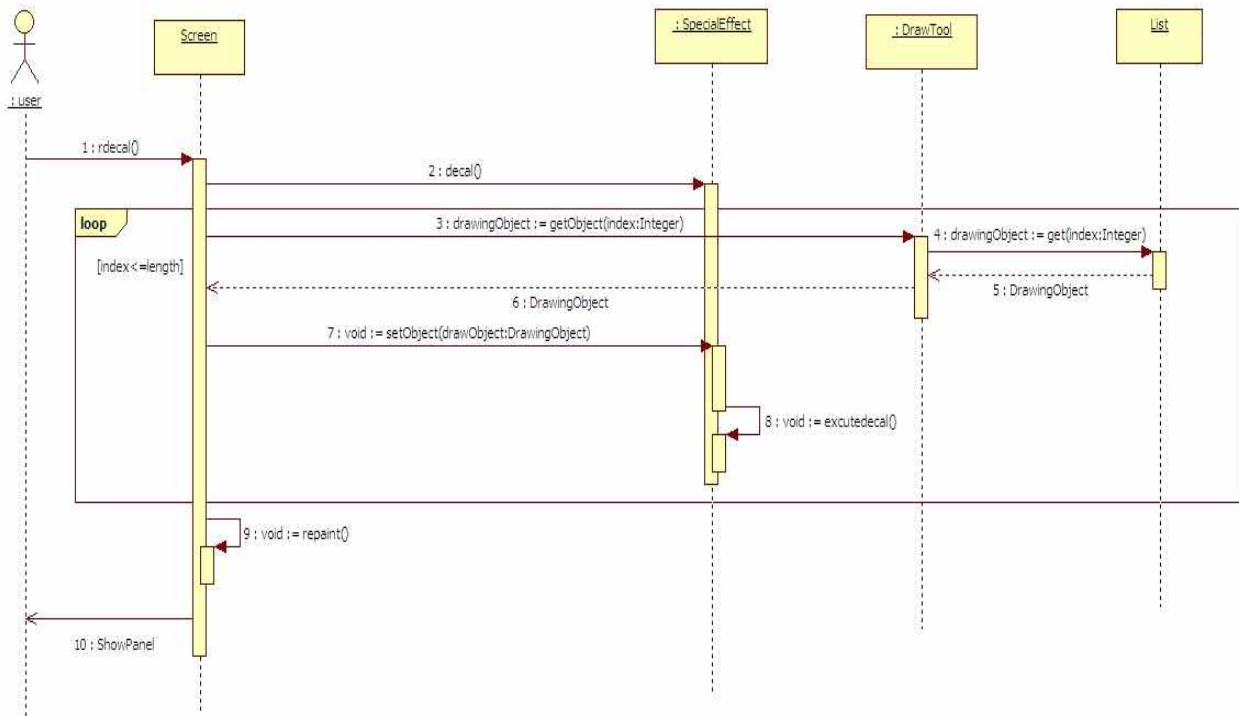 Screen
: SpecialEffect
: DrawTool
List
: user
1 : rdecal()
2 : decal()
loop
3 : drawingObject := getObject(index:Integer)
4 : drawingObject := get(index:Integer)
[index<=length]
5 : DrawingObject
6 : DrawingObject
7 : void := setObject(drawObject:DrawingObject)
8 : void := excutedecal()
9 : void := repaint()
10 : ShowPanel